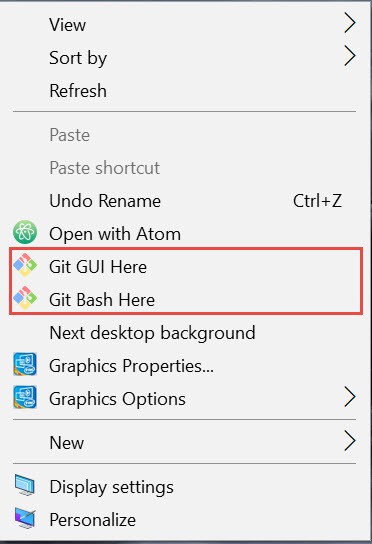 View
Sort by
Refresh
Paste
Paste shortcut
Undo Rename Ctrl+Z
Open with Atom
Git GUI Here
Git Bash Here
Next desktop background
Graphics Properties...
Graphics Options
New
Display settings
Personalize